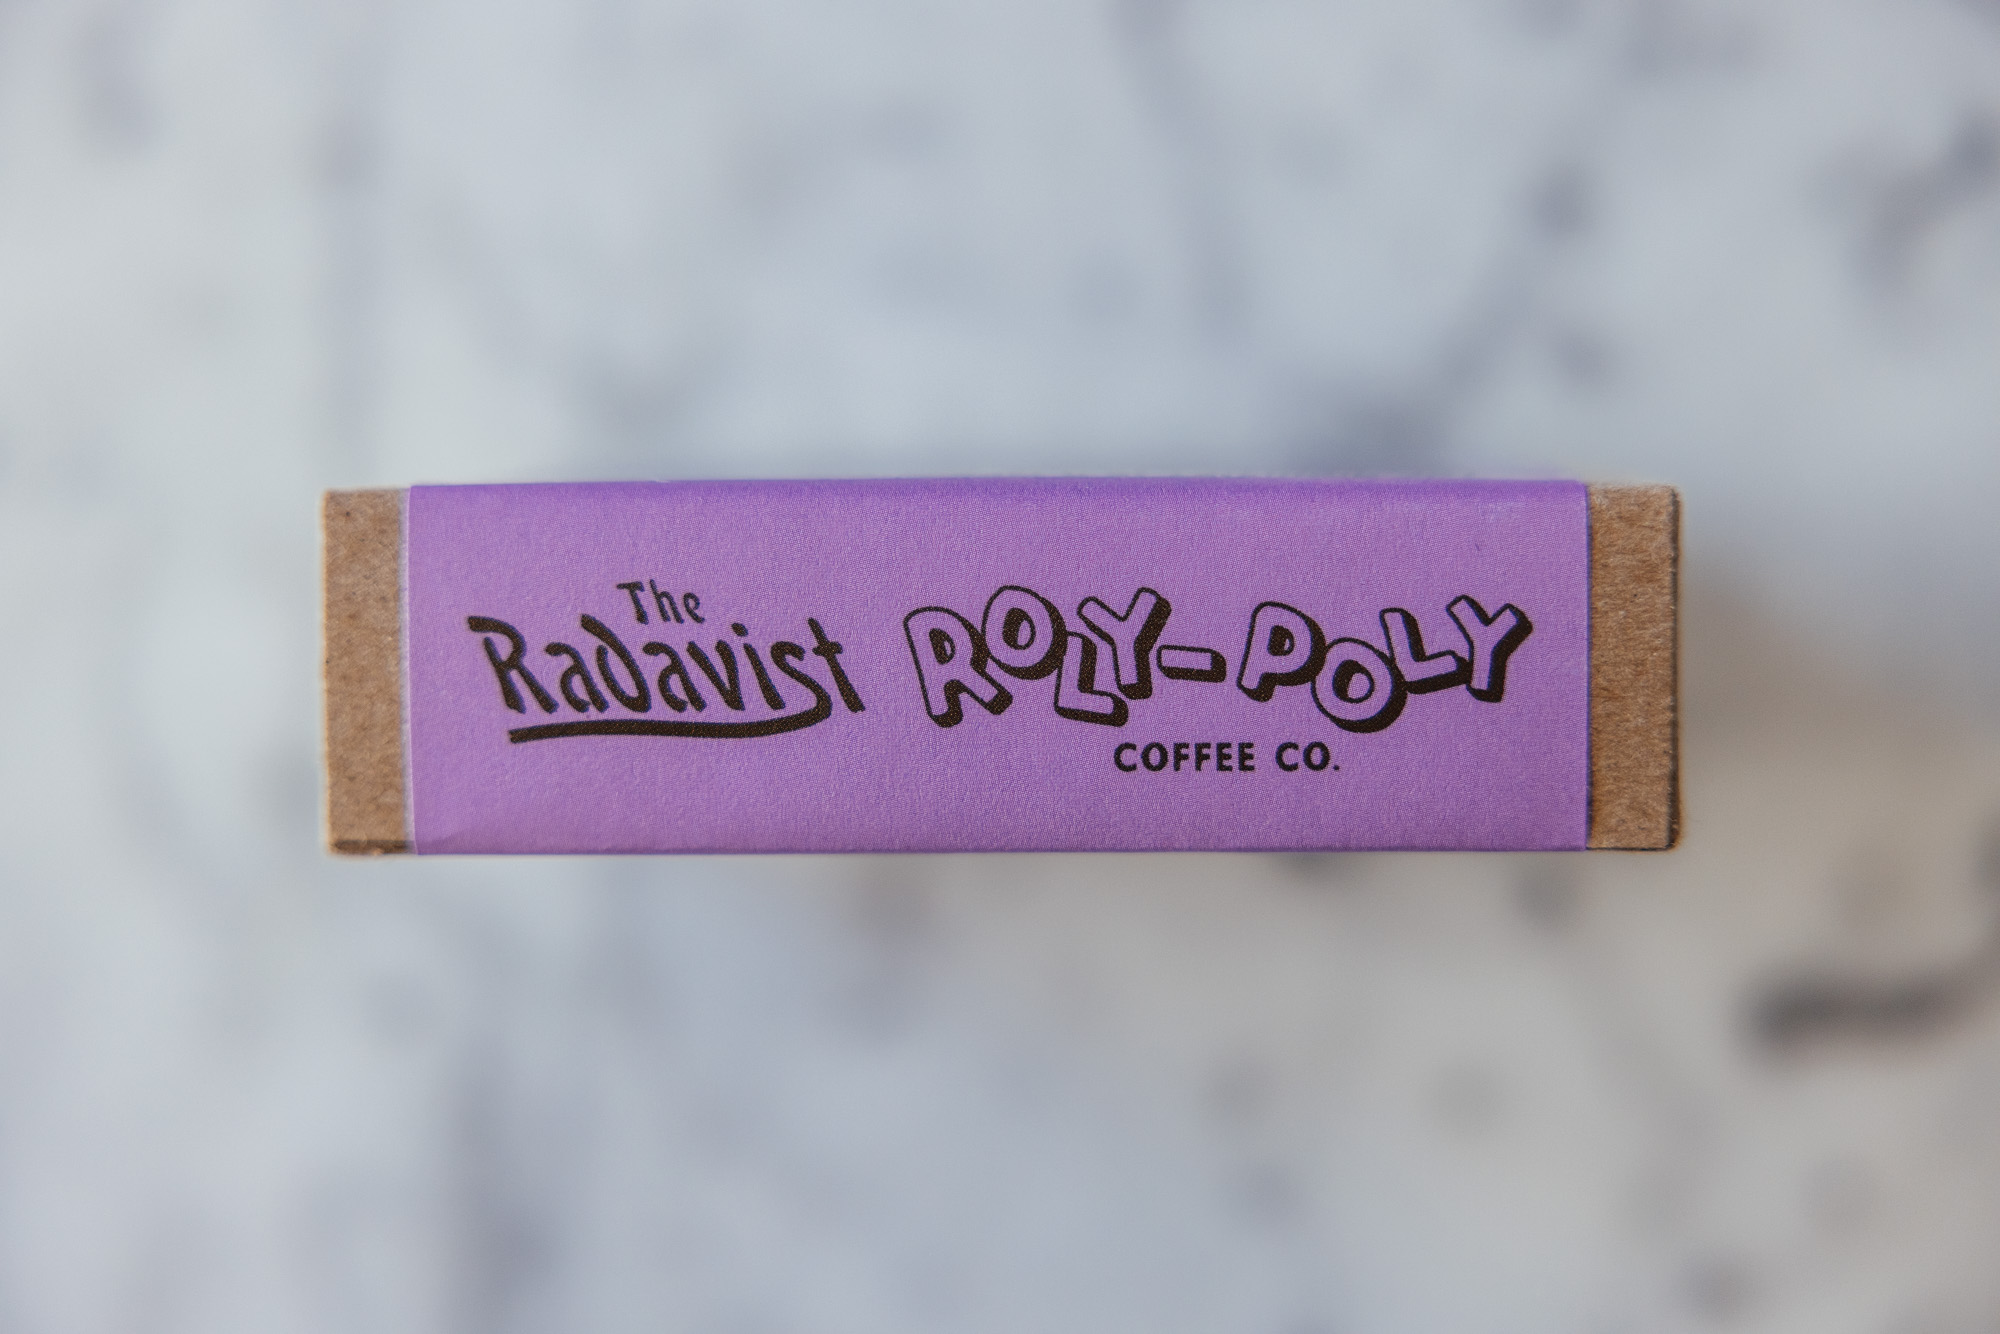 The
Radavist
ROLY-POLY
COFFEE CO.